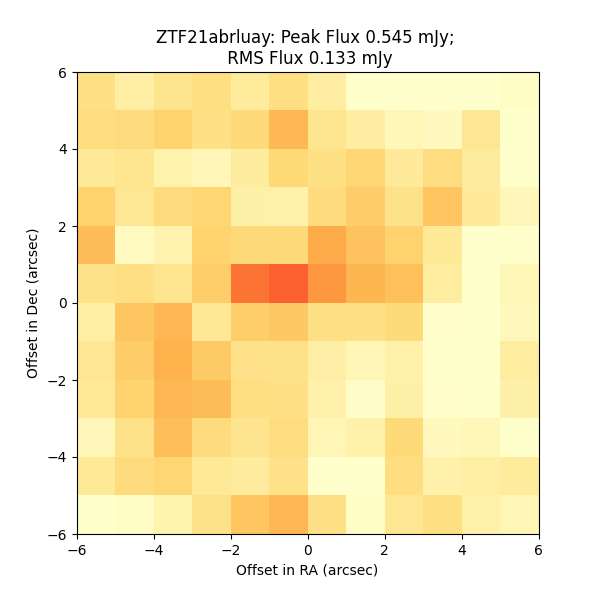 ZTF21abrluay: Peak Flux 0.545 mJy;
RMS Flux 0.133 mJy
6
4
2
0
−2
−4
−6
Offset in Dec (arcsec)
−6 −4 −2 0 2 4 6
Offset in RA (arcsec)